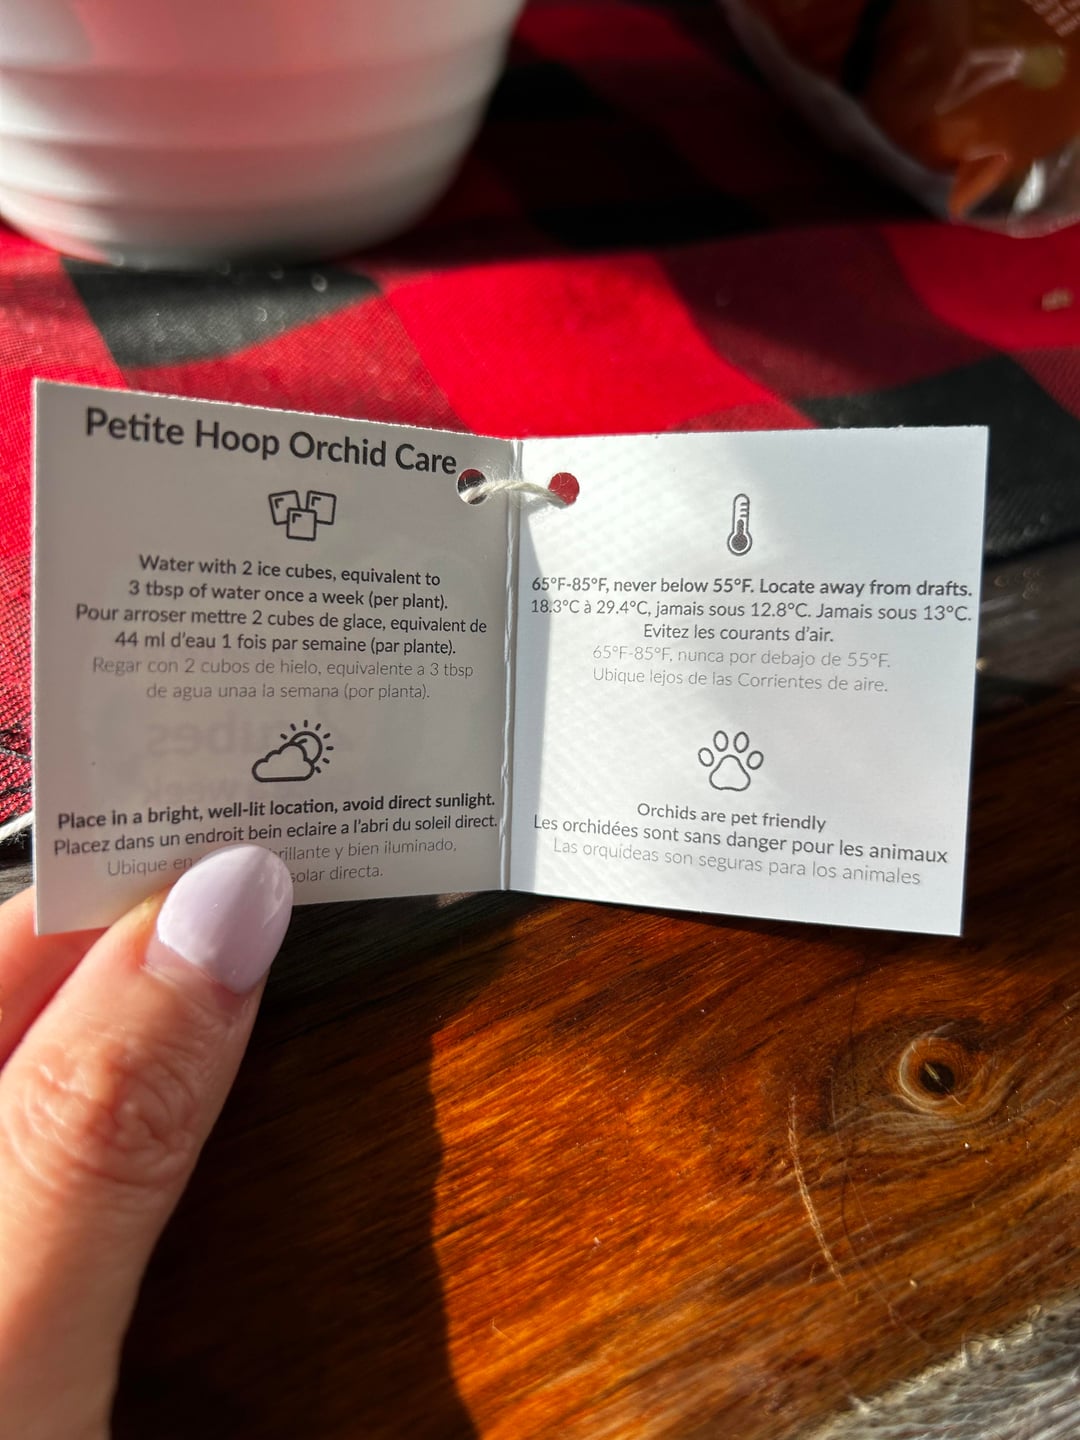 Petite Hoop Orchid Care
Water with 2 ice cubes, equivalent to
3 tbsp of water once a week (per plant).
Pour arroser mettre 2 cubes de glace, equivalent de
44 ml d'eau 1 fois par semaine (par plante).
Regar con 2 cubos de hielo, equivalente a 3 tbsp
de agua unaa la semana (por planta).
Place in a bright, well-lit location, avoid direct sunlight.
Placez dans un endroit bein eclaire a l'abri du soleil direct.
Ubique en brillante y bien iluminado,
solar directa.
65°F-85°F, never below 55°F. Locate away from drafts.
18.3°C à 29.4°C, jamais sous 12.8°C. Jamais sous 13°C.
Evitez les courants d'air.
65°F-85°F, nunca por debajo de 55°F.
Ubique lejos de las Corrientes de aire.
Orchids are pet friendly
Les orchidées sont sans danger pour les animaux
Las orquídeas son seguras para los animales